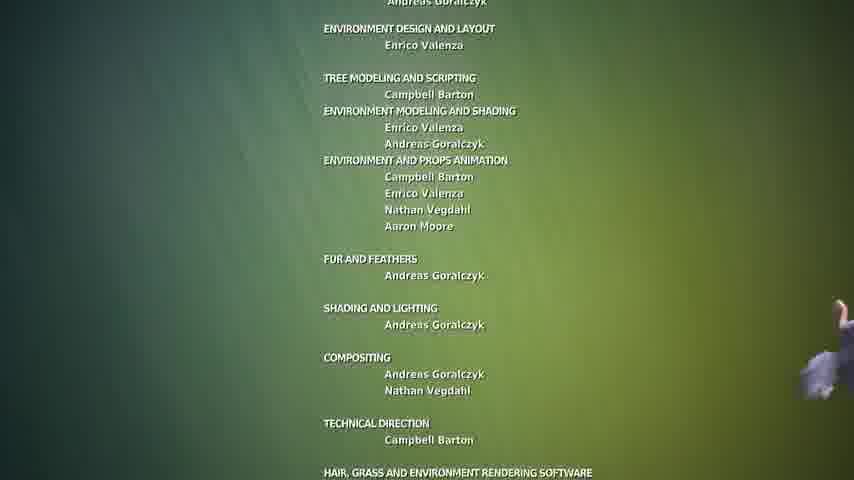 Andreas Goralczyk
ENVIRONMENT DESIGN AND LAYOUT
Enrico Valenza
TREE MODELING AND SCRIPTING
Campbell Barton
ENVIRONMENT MODELING AND SHADING
Enrico Valenza
Andreas Goralczyk
ENVIRONMENT AND PROPS ANIMATION
Campbell Barton
Enrico Valenza
Nathan Vegdahl
Aaron Moore
FUR AND FEATHERS
Andreas Goralczyk
SHADING AND LIGHTING
Andreas Goralczyk
COMPOSITING
Andreas Goralczyk
Nathan Vegdahl
TECHNICAL DIRECTION
Campbell Barton
HAIR, GRASS AND ENVIRONMENT RENDERING SOFTWARE